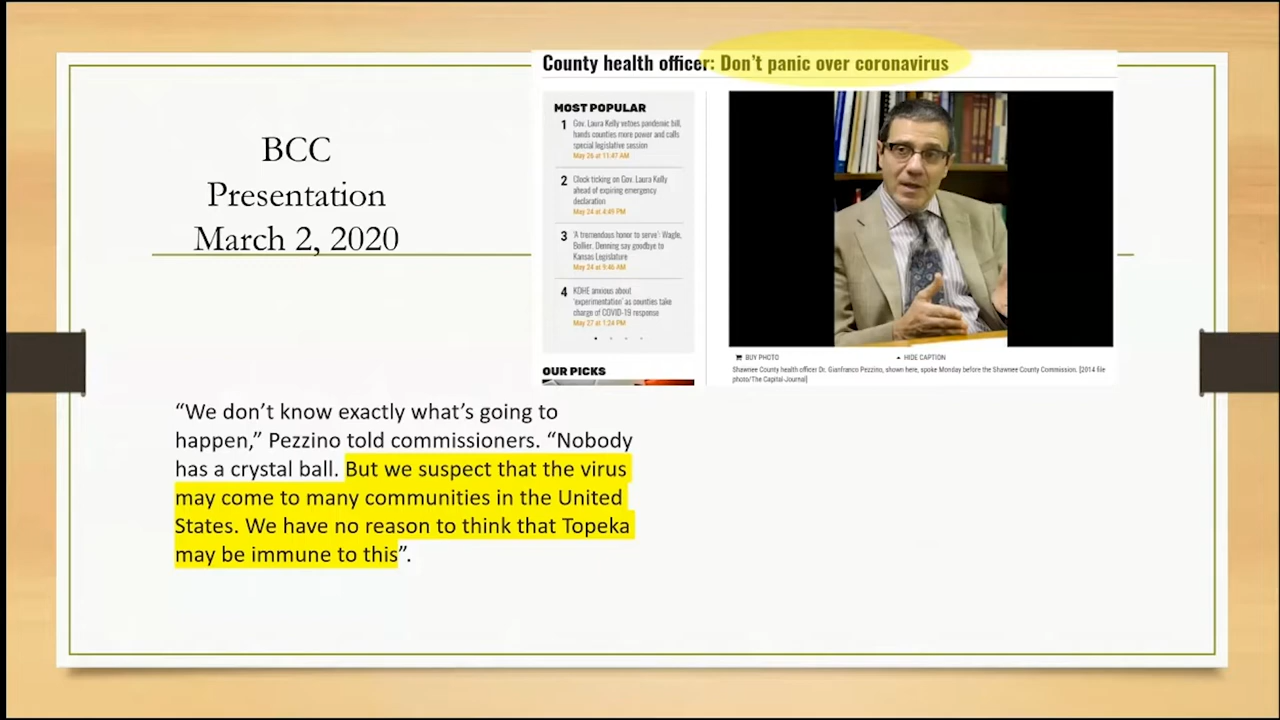 County health officer: Don't panic over coronavirus
BCC
Presentation
March 2, 2020
MOST POPULAR
1 Gov. Laura Kelly vetoes pandemic bill,
hands counties more power and calls
special legislative session
May 26 at 11:47 AM
2 Clock ticking on Gov. Laura Kelly
ahead of expiring emergency
declaration
May 24 at 4:49 PM
3 'A tremendous honor to serve': Wagle,
Bollier, Denning say goodbye to
Kansas Legislature
May 24 at 9:46 AM
4 KDHE anxious about
'experimentation' as counties take
charge of COVID-19 response
May 27 at 1:24 PM
OUR PICKS
BUY PHOTO
HIDE CAPTION
Shawnee County health officer Dr. Gianfranco Pezzino, shown here, spoke Monday before the Shawnee County Commission. [2014 file
photo/The Capital-Journal]
“We don’t know exactly what’s going to
happen,” Pezzino told commissioners. “Nobody
has a crystal ball. But we suspect that the virus
may come to many communities in the United
States. We have no reason to think that Topeka
may be immune to this”.